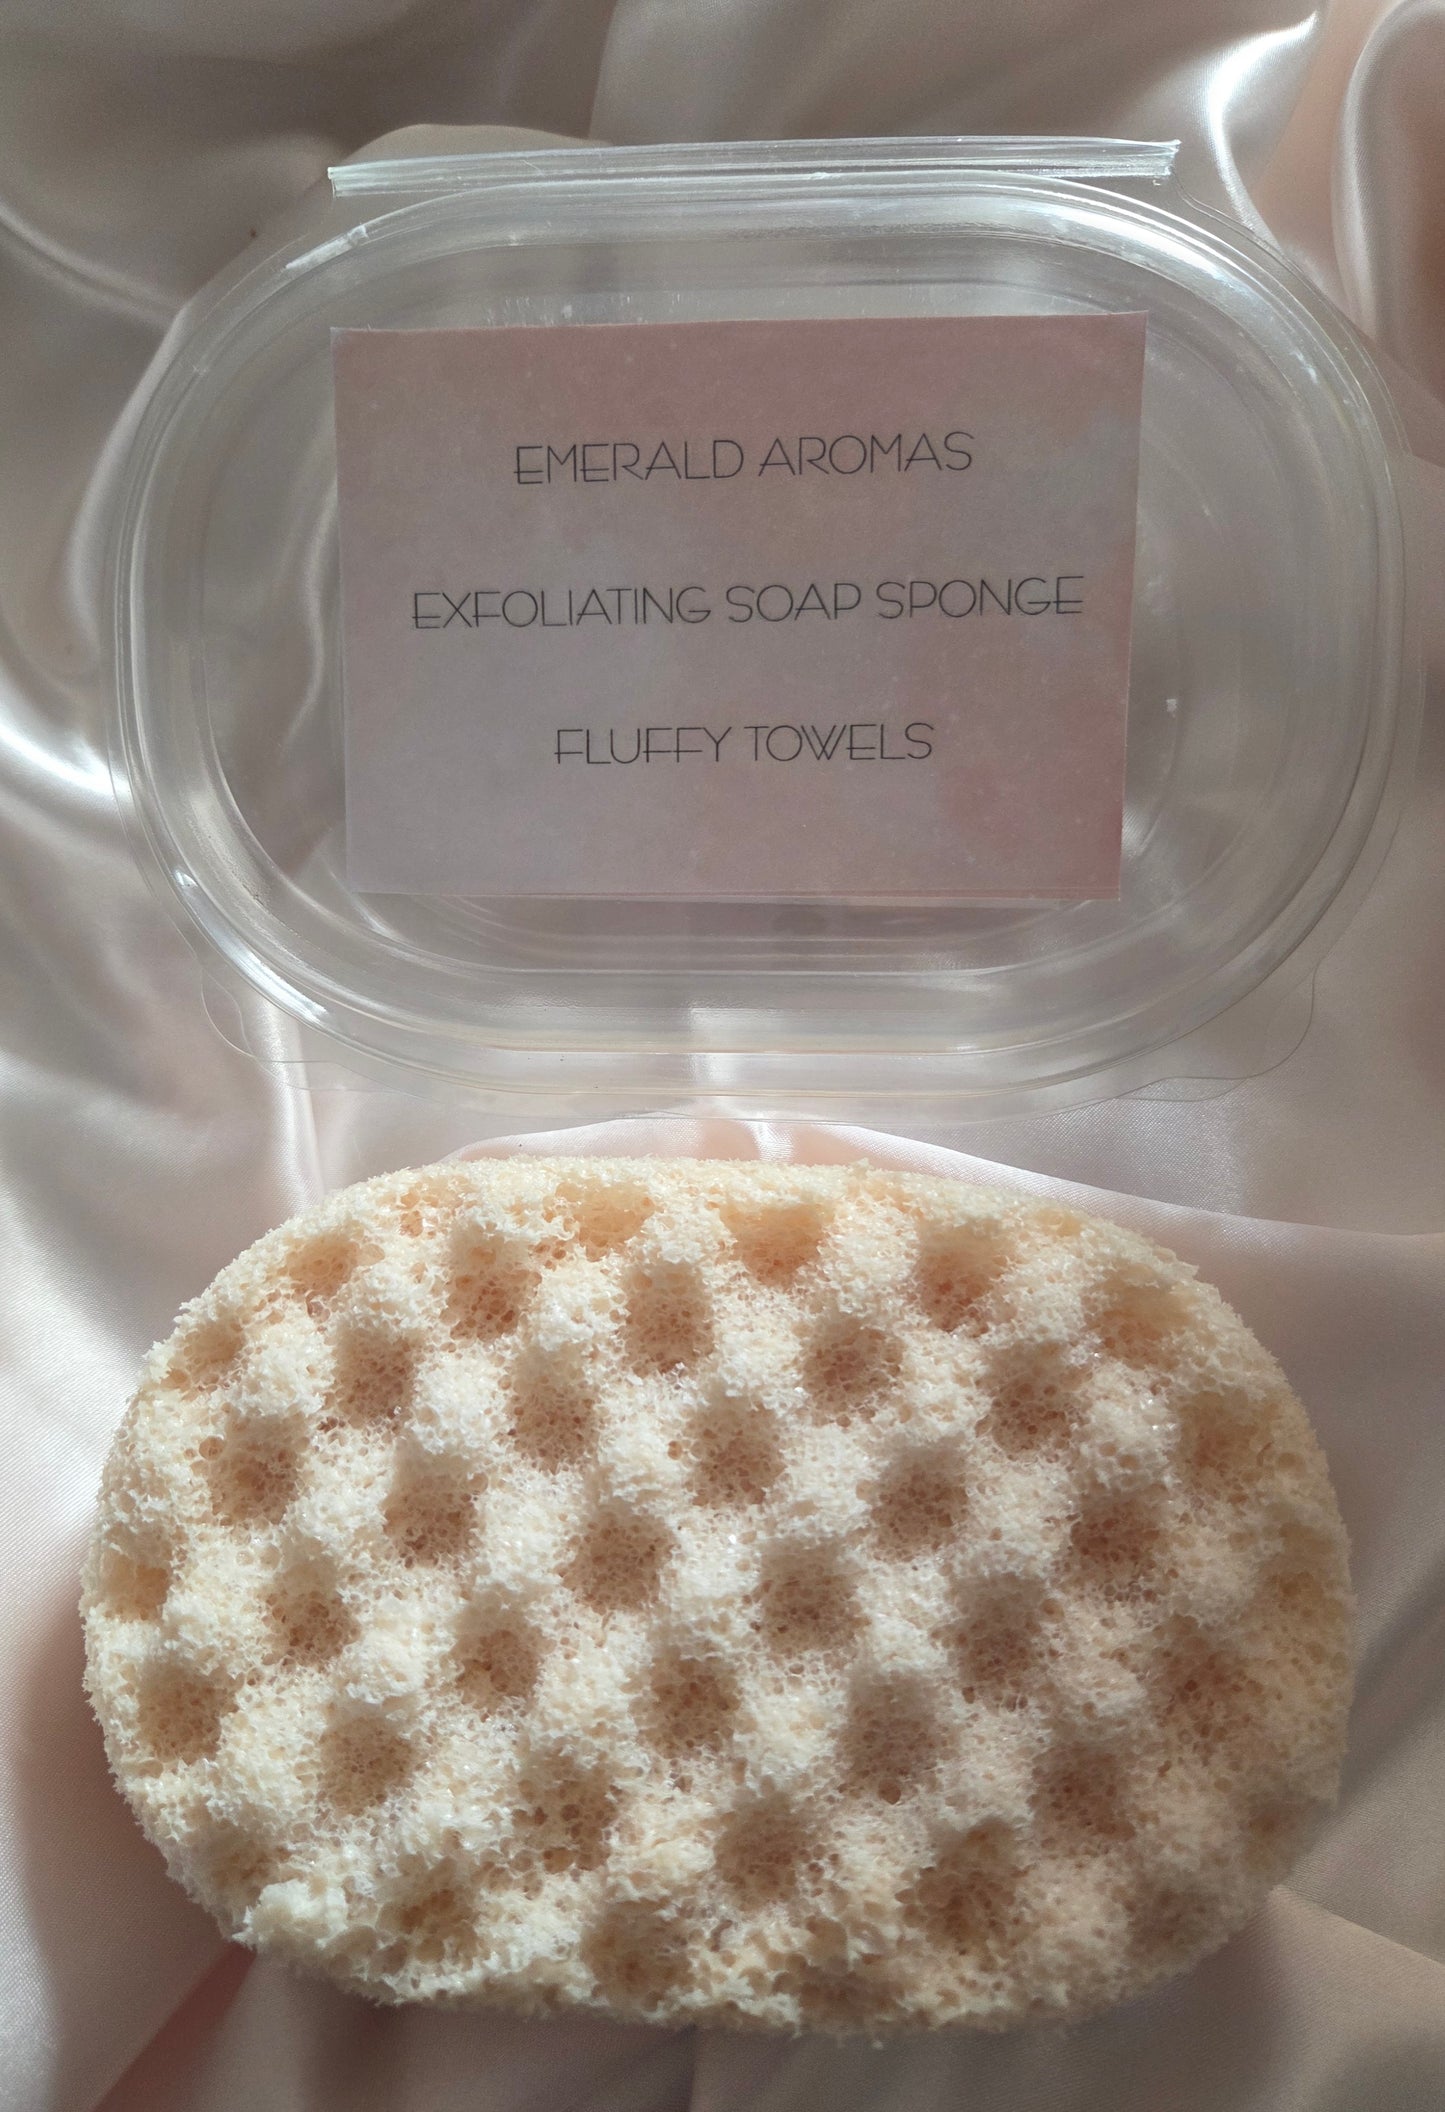 EMERALD AROMAS
EXFOLIATING SOAP SPONGE
FLUFFY TOWELS